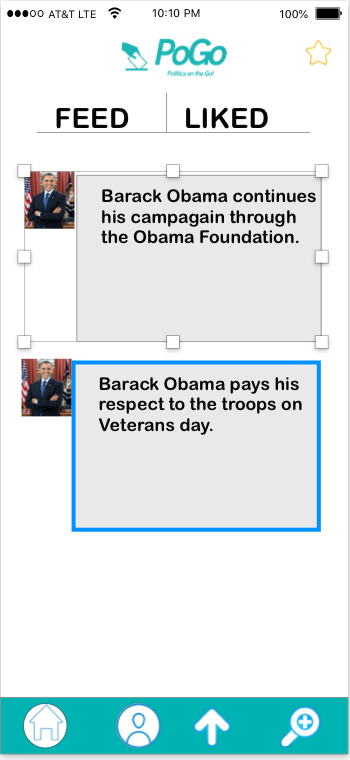 AT&T LTE 10:10 PM 100%
PoGo
Politics on the Go!
FEED LIKED
Barack Obama continues
his campagain through
the Obama Foundation.
Barack Obama pays his
respect to the troops on
Veterans day.